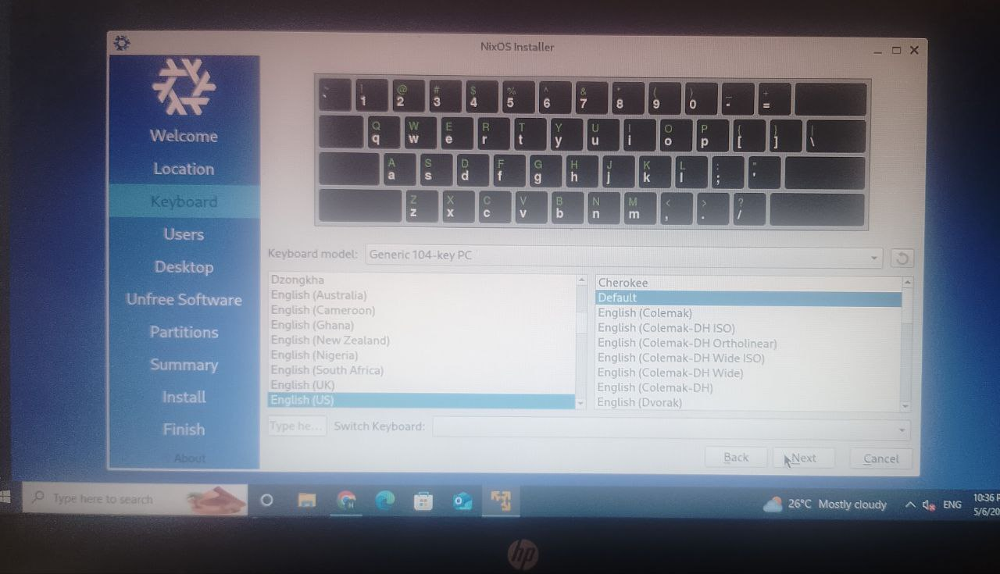 NixOS Installer
Welcome
Location
Keyboard
Users
Desktop
Unfree Software
Partitions
Summary
Install
Finish
About
~ ! @ # $ % ^ & * ( ) _ +
` 1 2 3 4 5 6 7 8 9 0 - =
Q W E R T Y U I O P { } |
q w e r t y u i o p [ ] \
A S D F G H J K L : "
a s d f g h j k l ; '
Z X C V B N M < > ?
z x c v b n m , . /
Keyboard model: Generic 104-key PC
Dzongkha
English (Australia)
English (Cameroon)
English (Ghana)
English (New Zealand)
English (Nigeria)
English (South Africa)
English (UK)
English (US)
Cherokee
Default
English (Colemak)
English (Colemak-DH ISO)
English (Colemak-DH Ortholinear)
English (Colemak-DH Wide ISO)
English (Colemak-DH Wide)
English (Colemak-DH)
English (Dvorak)
Type he... Switch Keyboard:
Back Next Cancel
Type here to search
26°C Mostly cloudy
ENG
10:36 P
5/6/20
hp